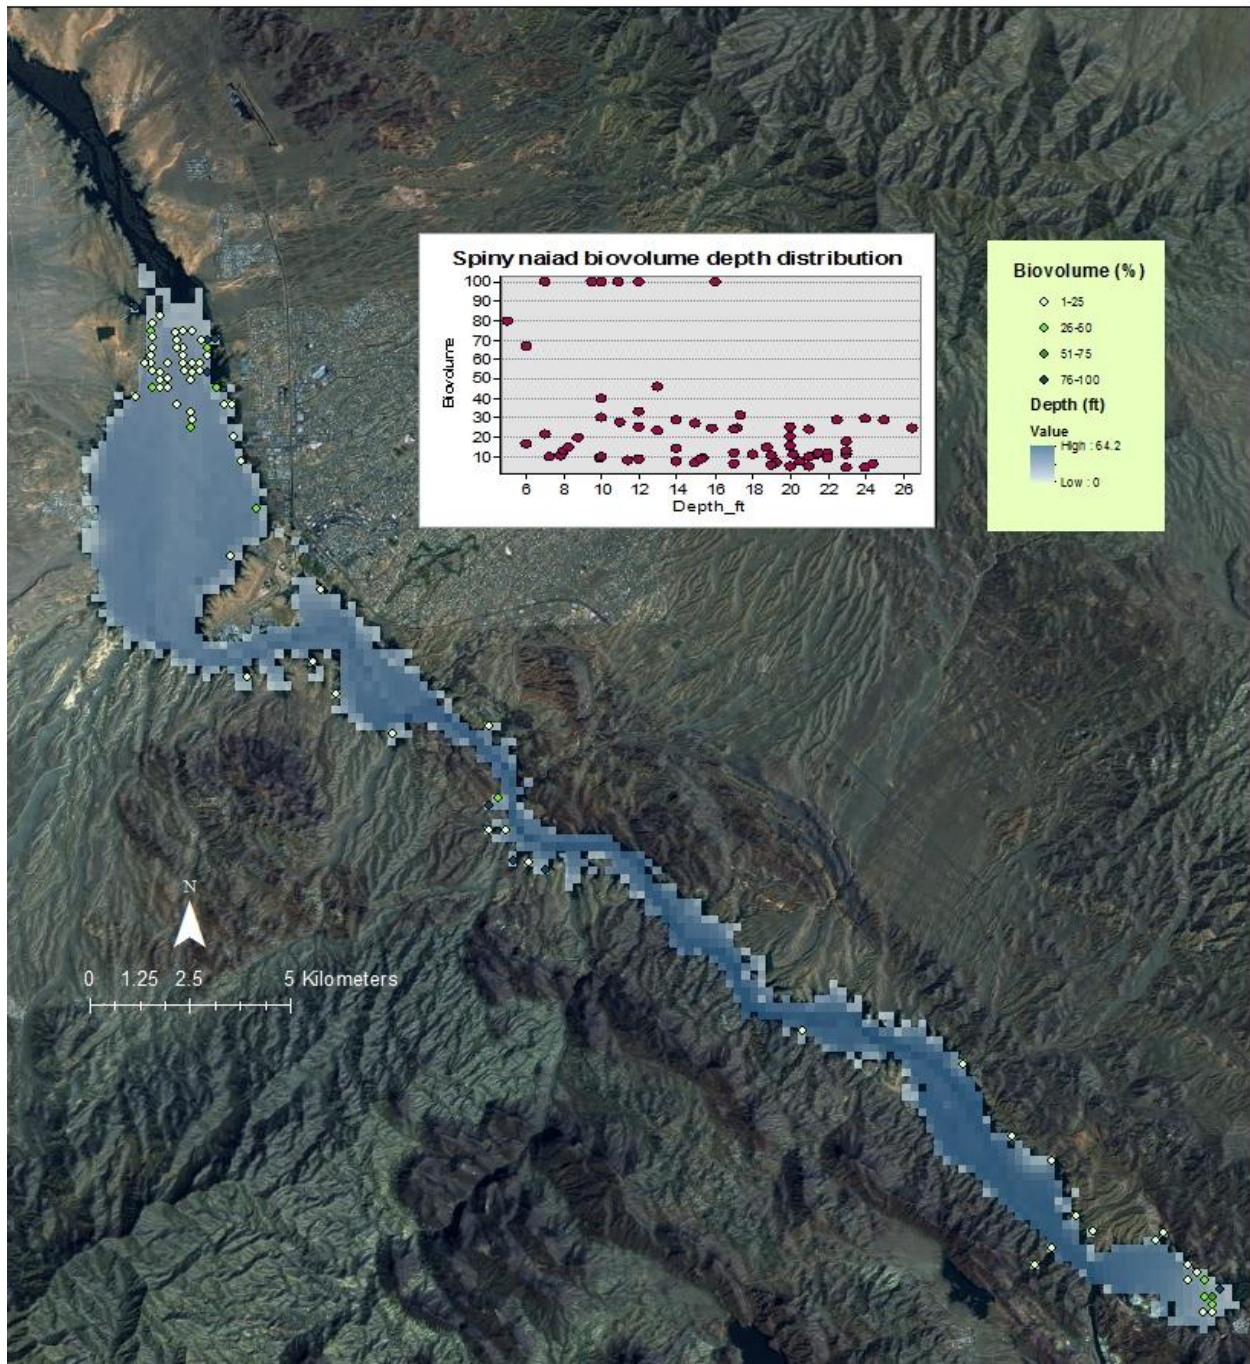 Spiny naiad biovolume depth distribution
100
90
80
70
60
50
40
30
20
10
Biovolume
6 8 10 12 14 16 18 20 22 24 26
Depth_ft
Biovolume (%)
1-25
26-50
51-75
76-100
Depth (ft)
Value
High : 64.2
Low : 0
N
0 1.25 2.5 5 Kilometers